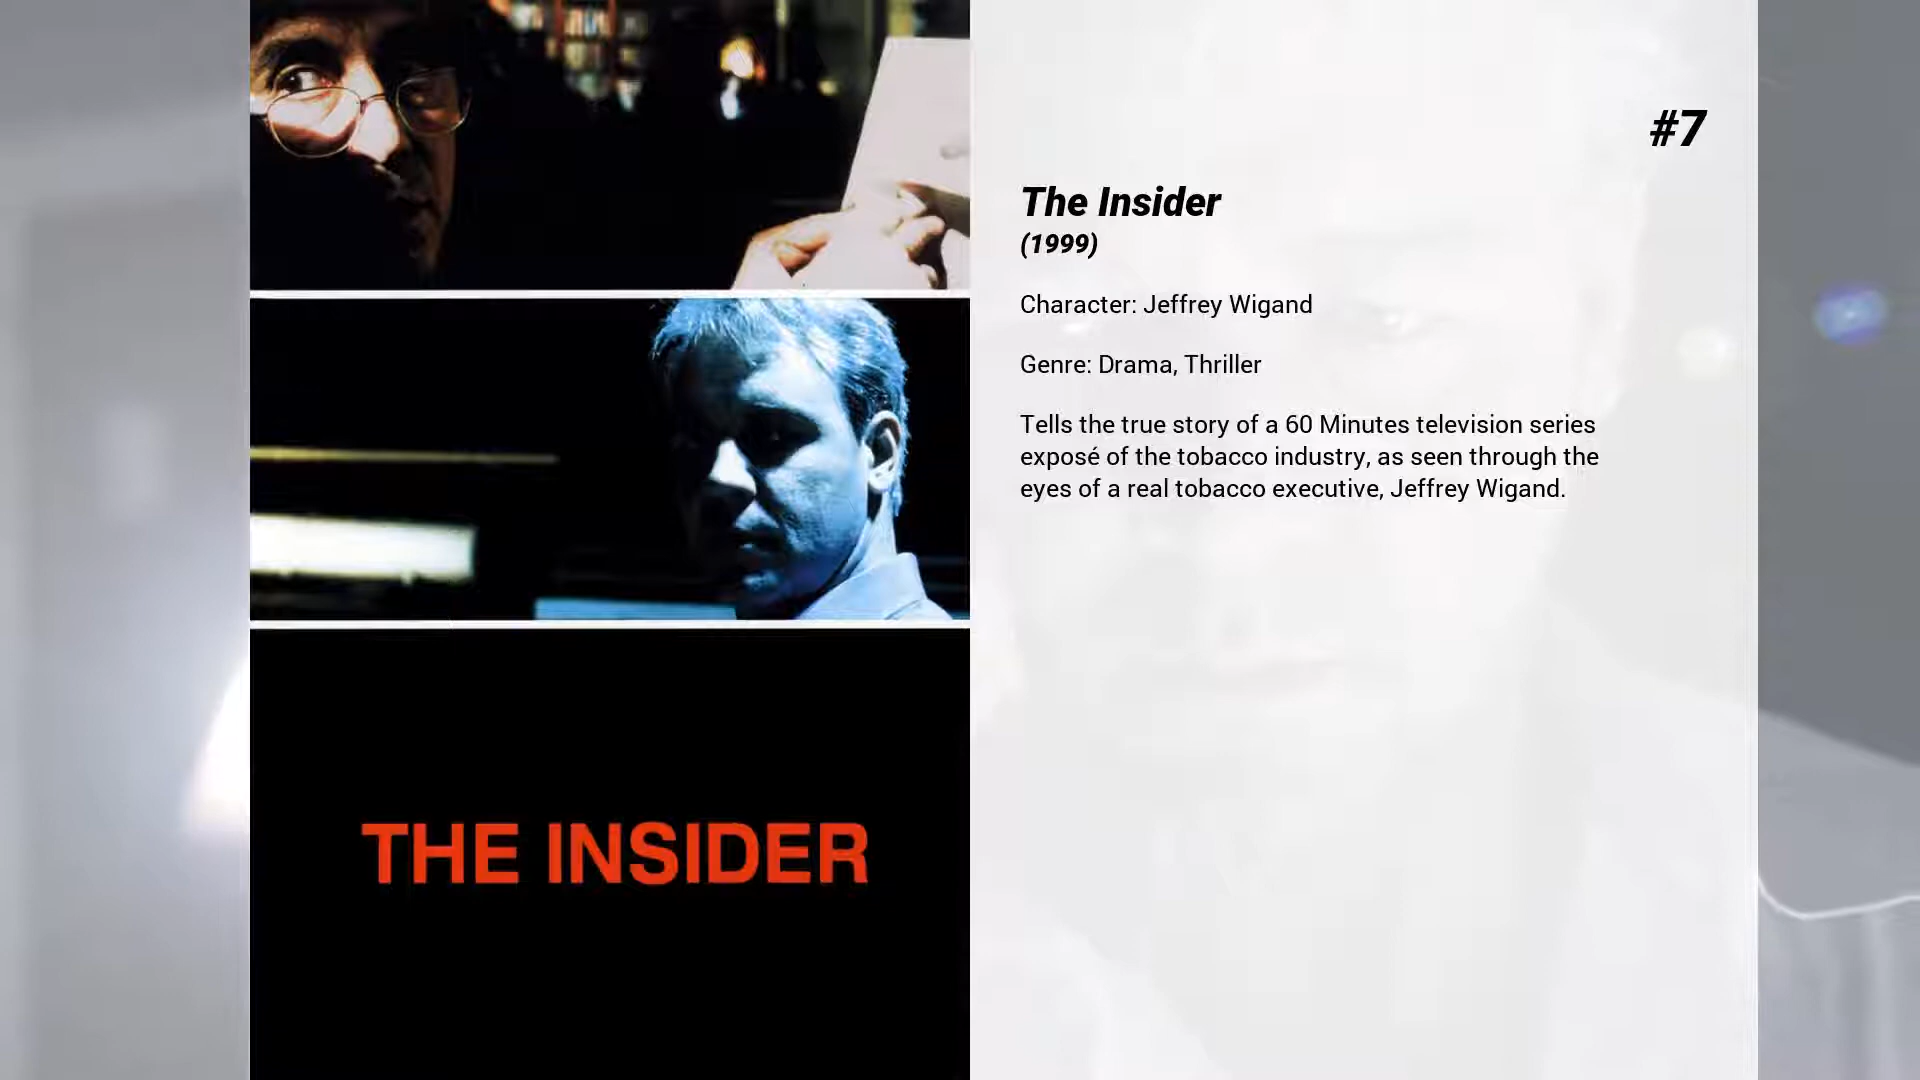 #7
The Insider
(1999)
Character: Jeffrey Wigand
Genre: Drama, Thriller
Tells the true story of a 60 Minutes television series
exposé of the tobacco industry, as seen through the
eyes of a real tobacco executive, Jeffrey Wigand.
THE INSIDER